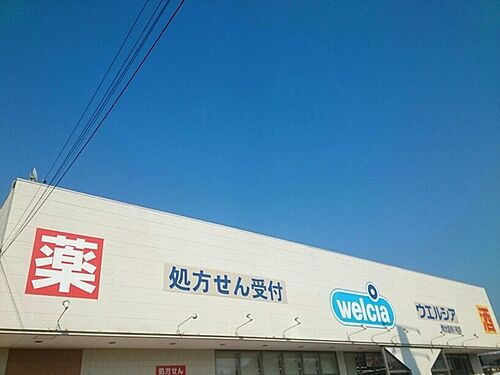 薬
処方せん受付
welcia
ウエルシア
酒
処方せん